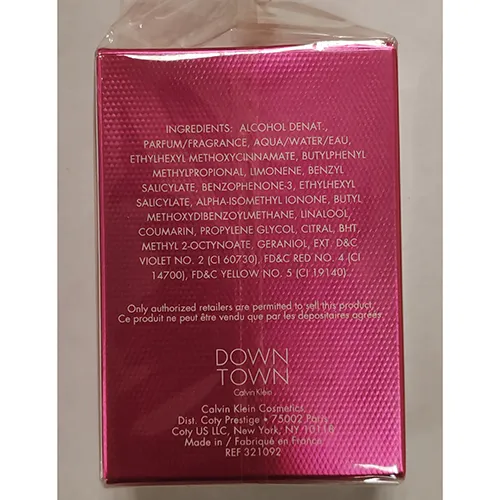 INGREDIENTS: ALCOHOL DENAT.,
PARFUM/FRAGRANCE, AQUA/WATER/EAU,
ETHYLHEXYL METHOXYCINNAMATE, BUTYLPHENYL
METHYLPROPIONAL, LIMONENE, BENZYL
SALICYLATE, BENZOPHENONE-3, ETHYLHEXYL
SALICYLATE, ALPHA-ISOMETHYL IONONE, BUTYL
METHOXYDIBENZOYLMETHANE, LINALOOL,
COUMARIN, PROPYLENE GLYCOL, CITRAL, BHT,
METHYL 2-OCTYNOATE, GERANIOL, EXT. D&C
VIOLET NO. 2 (CI 60730), FD&C RED NO. 4 (CI
14700), FD&C YELLOW NO. 5 (CI 19140).
Only authorized retailers are permitted to sell this product.
Ce produit ne peut être vendu que par les dépositaires agréés.
DOWN
TOWN
Calvin Klein
Calvin Klein Cosmetics,
Dist. Coty Prestige • 75002 Paris
Coty US LLC, New York, NY 10118
Made in / Fabriqué en France
REF 321092